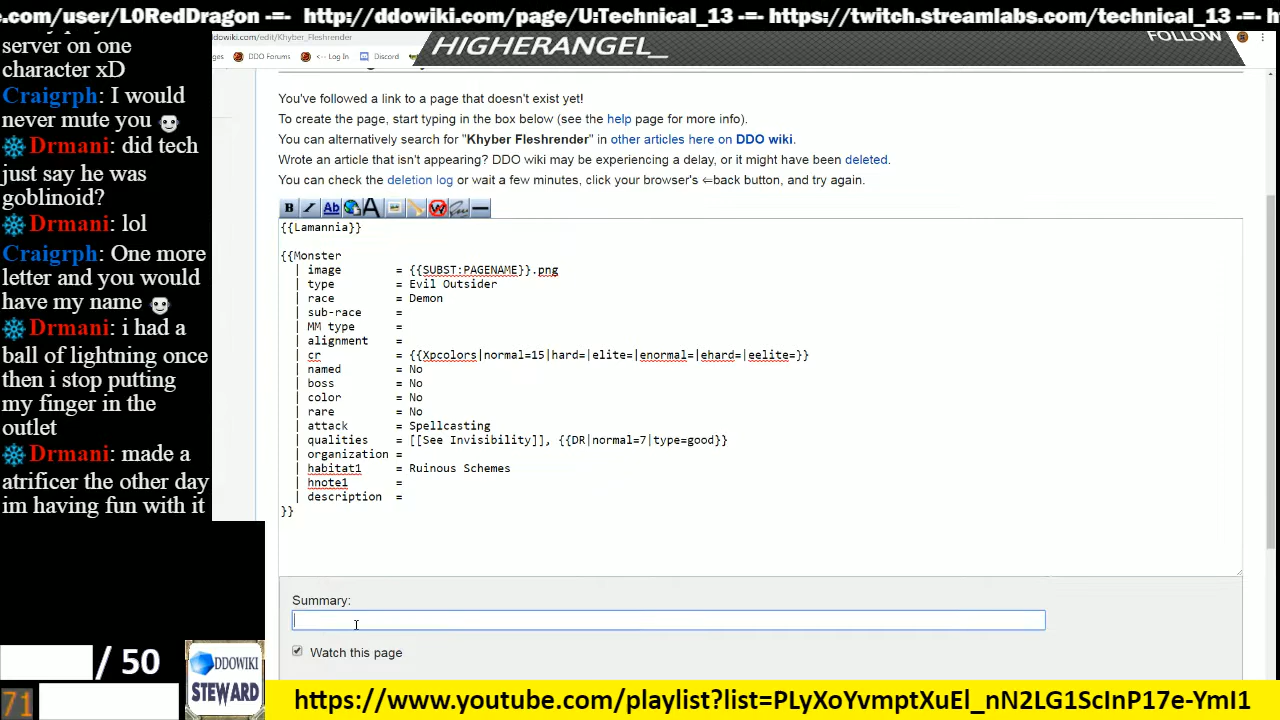 e.com/user/L0RedDragon -=- http://ddowiki.com/page/U:Technical_13 -=- https://twitch.streamlabs.com/technical_13 -=- h
server on one
character xD
Craigrph: I would
never mute you
Drmani: did tech
just say he was
goblinoid?
Drmani: lol
Craigrph: One more
letter and you would
have my name
Drmani: i had a
ball of lightning once
then i stop putting
my finger in the
outlet
Drmani: made a
atrificer the other day
im having fun with it
/ 50
71
DDOWIKI
STEWARD
dowiki.com/edit/Khyber_Fleshrender
ges DDO Forums <-- Log In Discord
HIGHERANGEL_
FOLLOW
You've followed a link to a page that doesn't exist yet!
To create the page, start typing in the box below (see the help page for more info).
You can alternatively search for "Khyber Fleshrender" in other articles here on DDO wiki.
Wrote an article that isn't appearing? DDO wiki may be experiencing a delay, or it might have been deleted.
You can check the deletion log or wait a few minutes, click your browser's ⇐back button, and try again.
B I Ab A W
{{Lamannia}}
{{Monster
| image = {{SUBST:PAGENAME}}.png
| type = Evil Outsider
| race = Demon
| sub-race =
| MM type =
| alignment =
| cr = {{Xpcolors|normal=15|hard=|elite=|enormal=|ehard=|eelite=}}
| named = No
| boss = No
| color = No
| rare = No
| attack = Spellcasting
| qualities = [[See Invisibility]], {{DR|normal=7|type=good}}
| organization =
| habitat1 = Ruinous Schemes
| hnote1 =
| description =
}}
Summary:
Watch this page
https://www.youtube.com/playlist?list=PLyXoYvmptXuEl_nN2LG1ScInP17e-YmI1